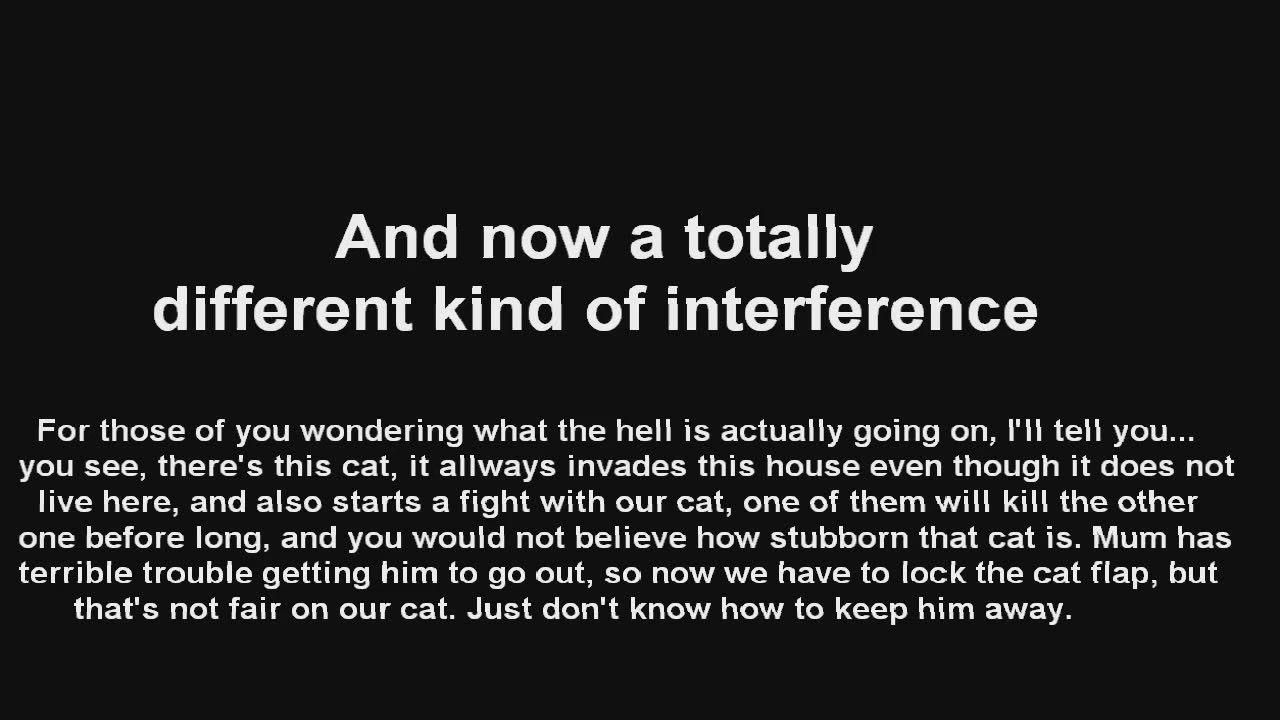 And now a totally
different kind of interference
For those of you wondering what the hell is actually going on, I'll tell you...
you see, there's this cat, it allways invades this house even though it does not
live here, and also starts a fight with our cat, one of them will kill the other
one before long, and you would not believe how stubborn that cat is. Mum has
terrible trouble getting him to go out, so now we have to lock the cat flap, but
that's not fair on our cat. Just don't know how to keep him away.